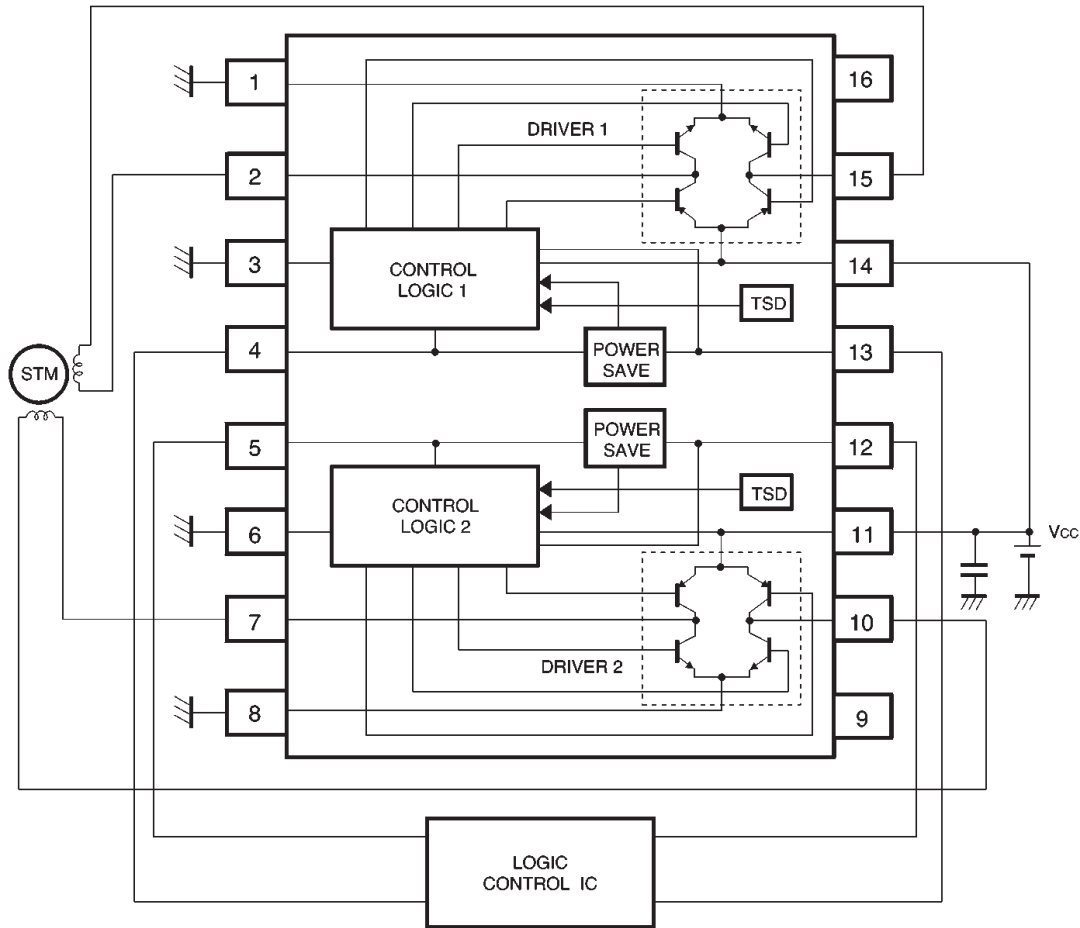 1
16
DRIVER 1
2
15
3
CONTROL
LOGIC 1
14
TSD
4
POWER
SAVE
13
STM
5
POWER
SAVE
12
CONTROL
LOGIC 2
TSD
6
11
Vcc
7
10
DRIVER 2
8
9
LOGIC
CONTROL IC